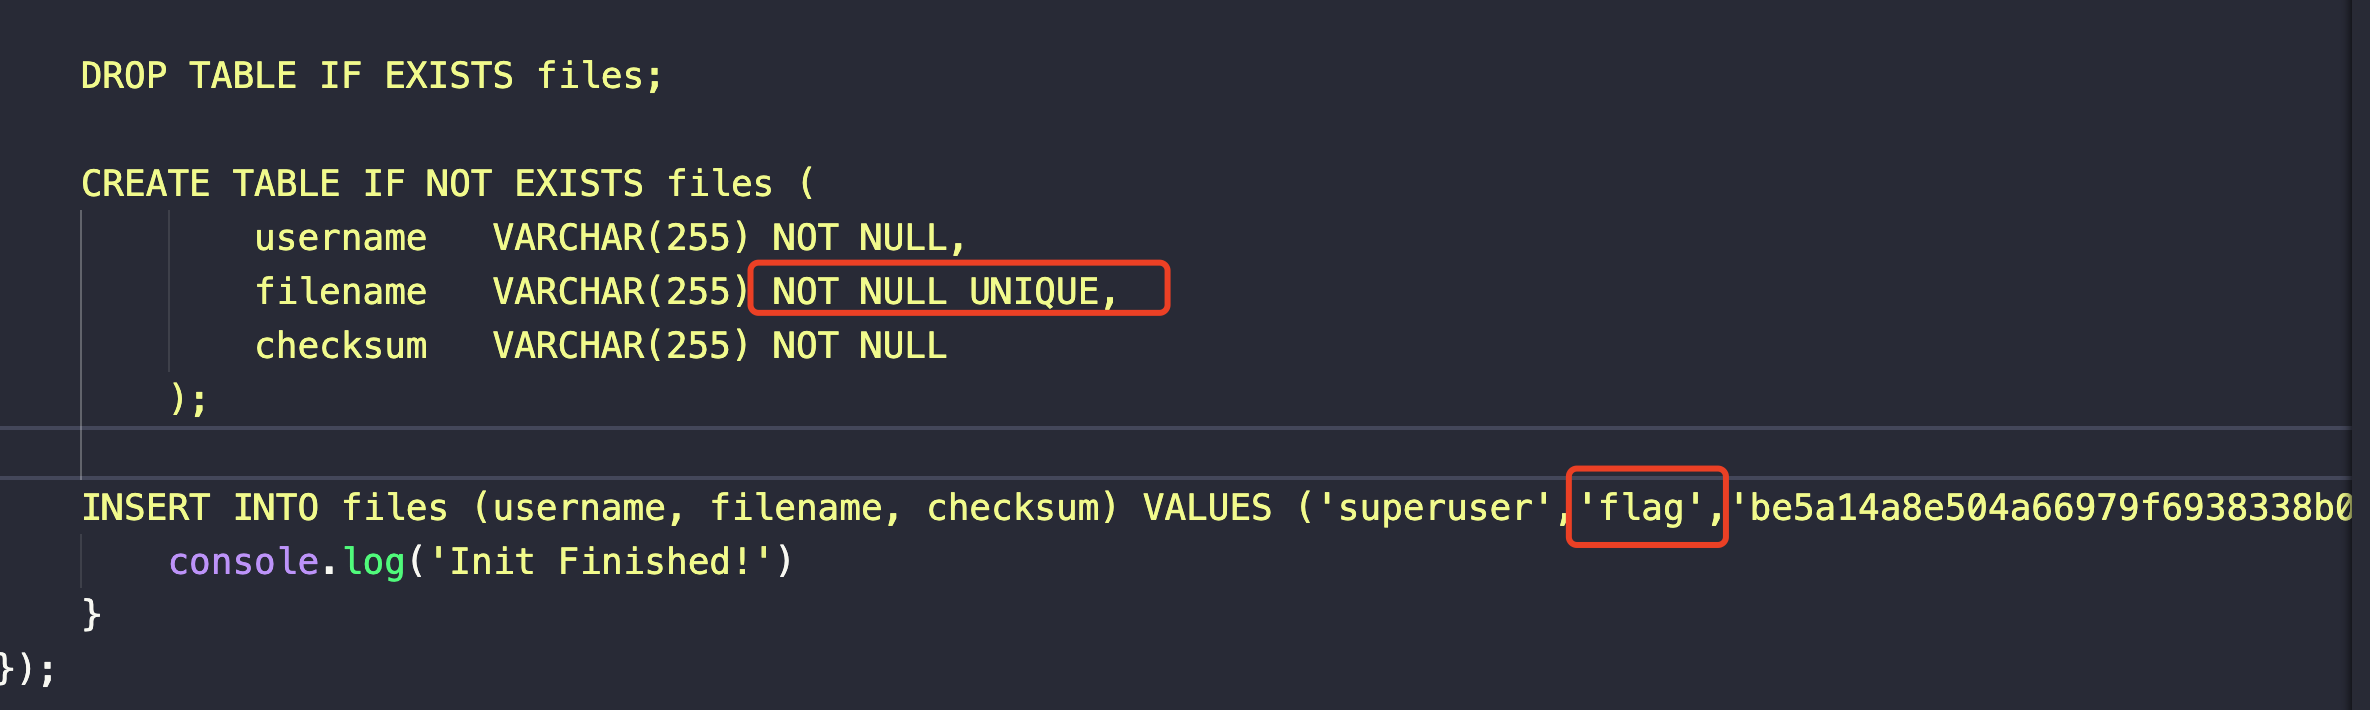 DROP TABLE IF EXISTS files;
CREATE TABLE IF NOT EXISTS files (
username VARCHAR(255) NOT NULL,
filename VARCHAR(255) NOT NULL UNIQUE,
checksum VARCHAR(255) NOT NULL
);
INSERT INTO files (username, filename, checksum) VALUES ('superuser','flag','be5a14a8e504a66979f6938338b0
console.log('Init Finished!')
}
});